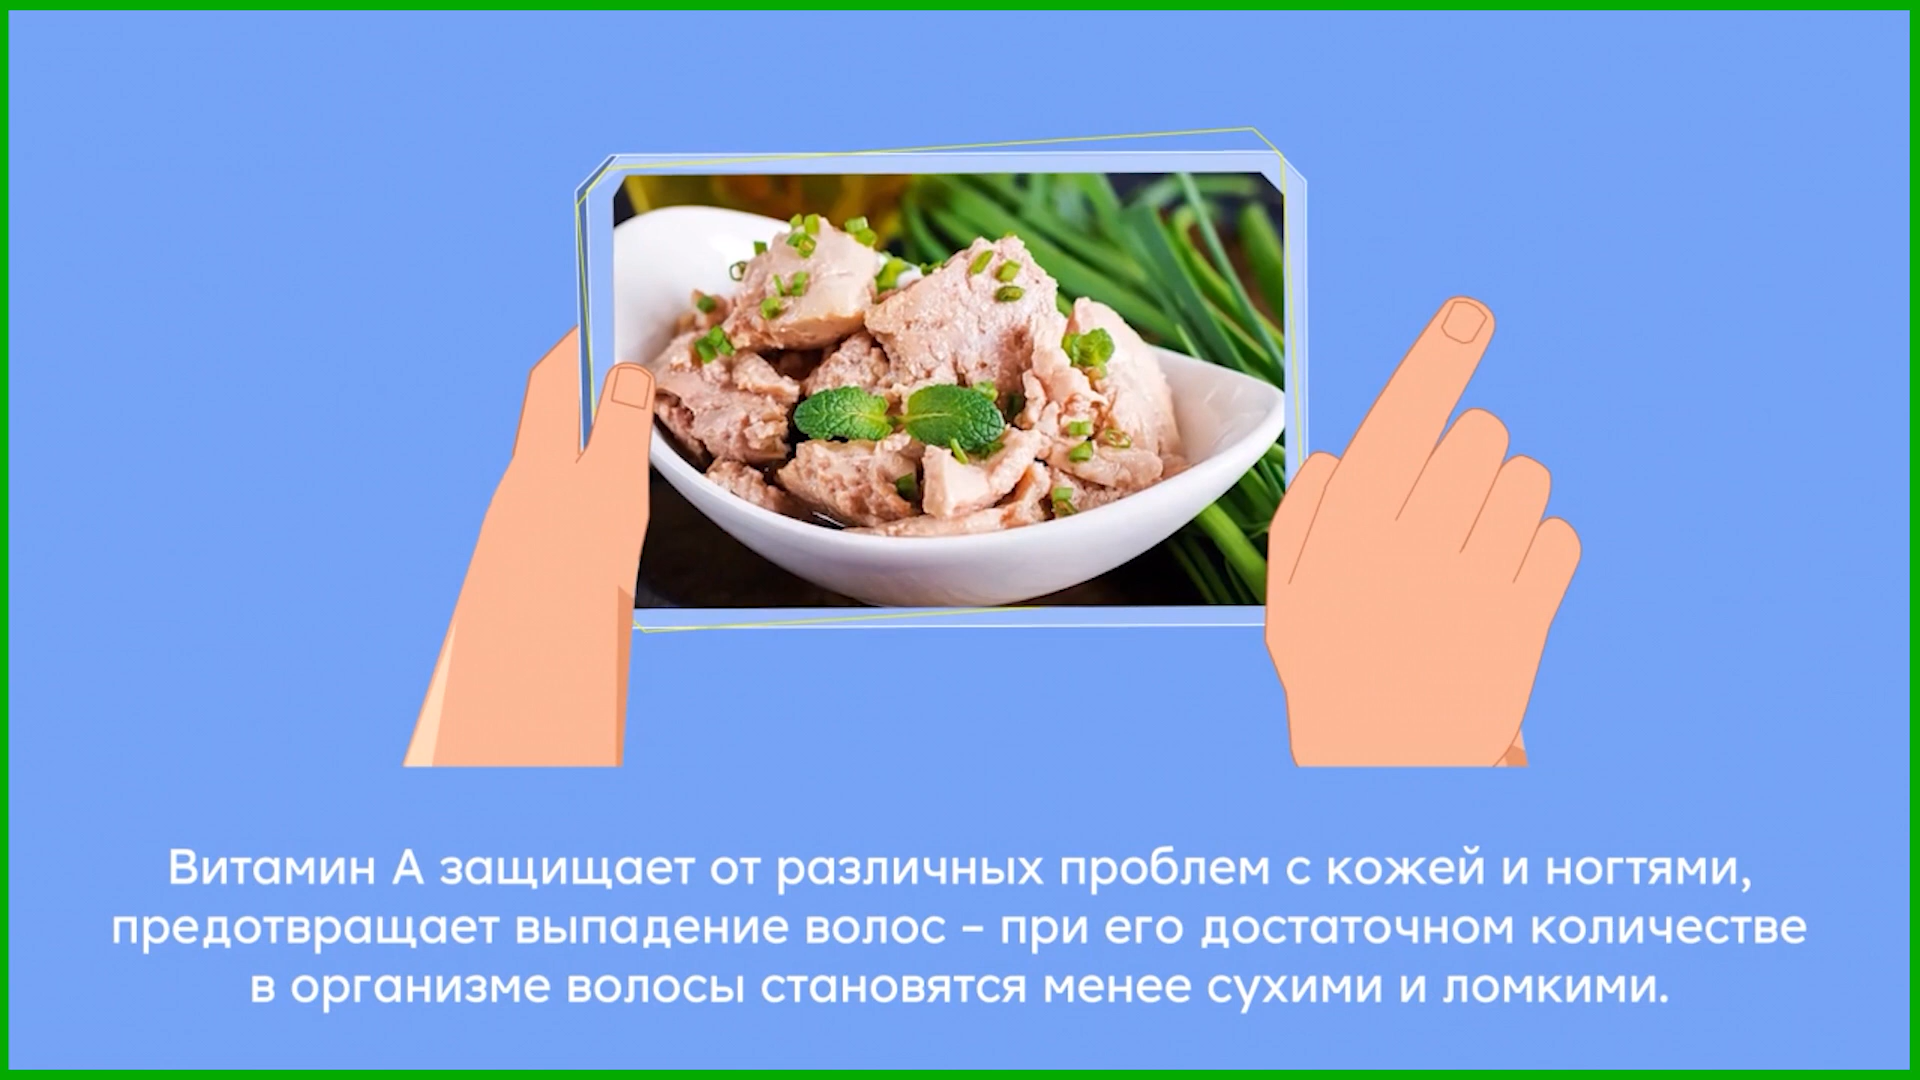 Витамин А защищает от различных проблем с кожей и ногтями,
предотвращает выпадение волос – при его достаточном количестве
в организме волосы становятся менее сухими и ломкими.